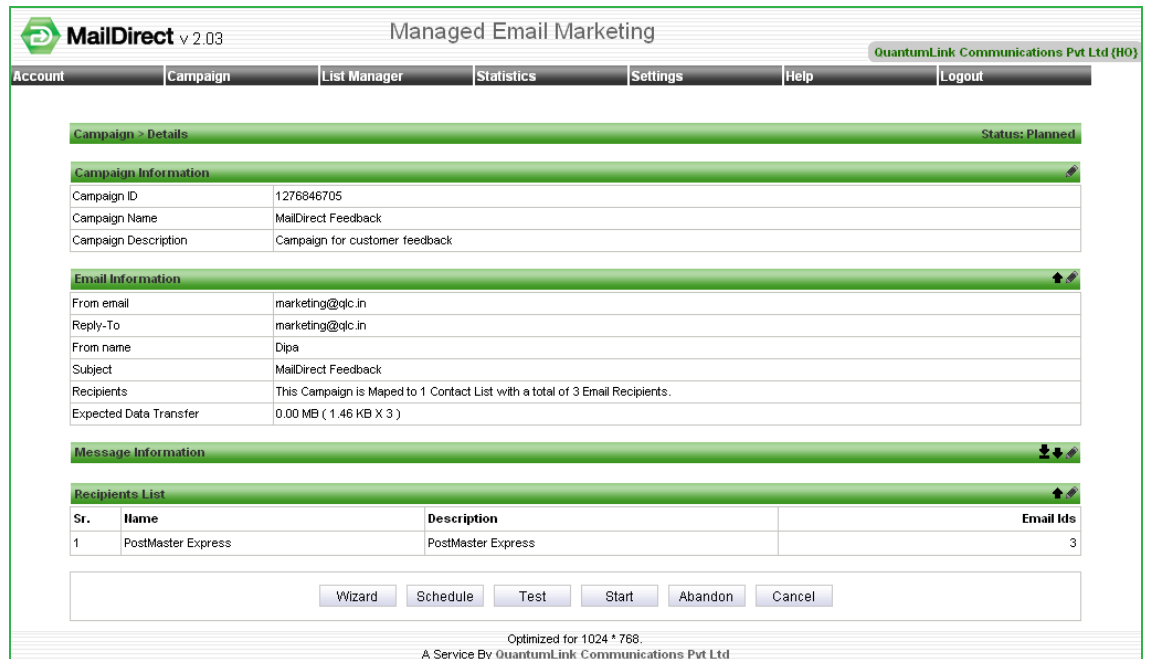 MailDirect v 2.03
Managed Email Marketing
QuantumLink Communications Pvt Ltd {HO}
Account Campaign List Manager Statistics Settings Help Logout
Campaign > Details Status: Planned
Campaign Information
Campaign ID 1276846705
Campaign Name MailDirect Feedback
Campaign Description Campaign for customer feedback
Email Information
From email marketing@qlc.in
Reply-To marketing@qlc.in
From name Dipa
Subject MailDirect Feedback
Recipients This Campaign is Maped to 1 Contact List with a total of 3 Email Recipients.
Expected Data Transfer 0.00 MB ( 1.46 KB X 3 )
Message Information
Recipients List
Sr. Name Description Email Ids
1 PostMaster Express PostMaster Express 3
Wizard Schedule Test Start Abandon Cancel
Optimized for 1024 * 768.
A Service By QuantumLink Communications Pvt Ltd